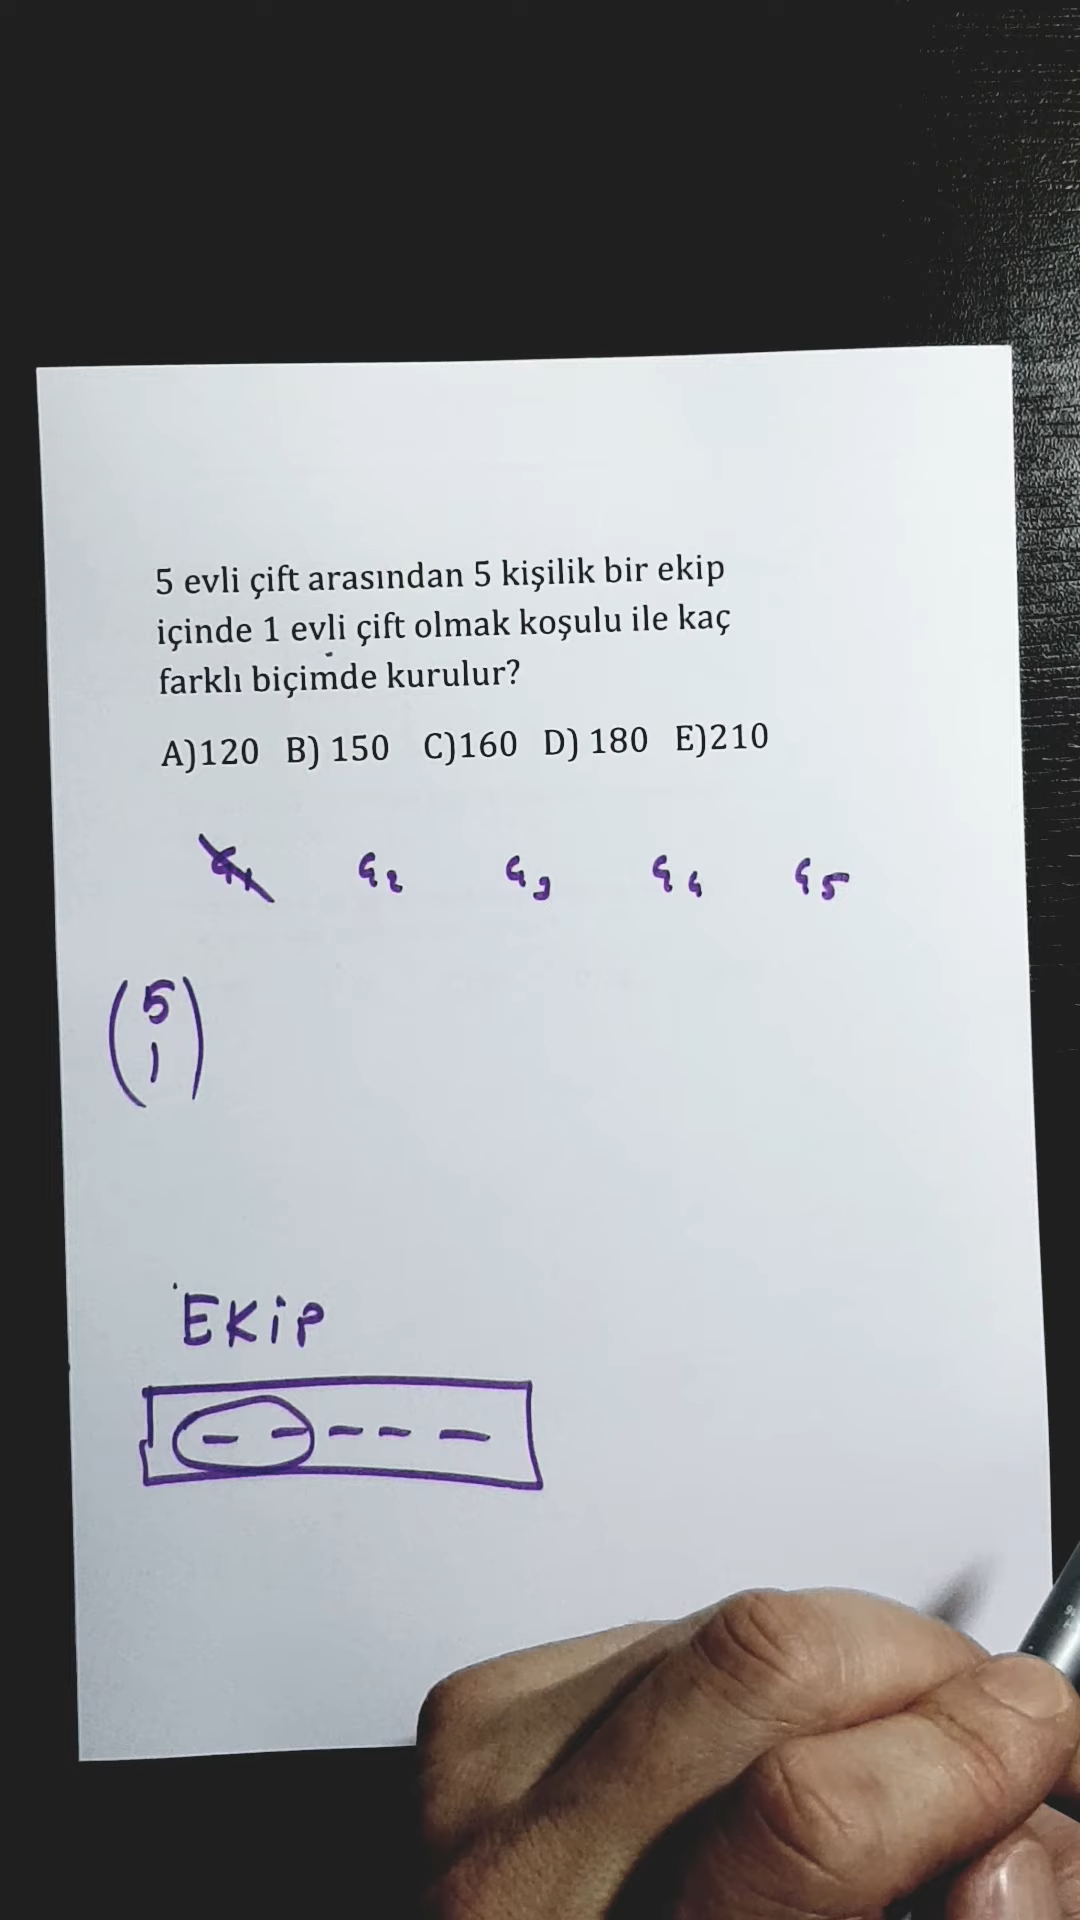 5 evli çift arasından 5 kişilik bir ekip
içinde 1 evli çift olmak koşulu ile kaç
farklı biçimde kurulur?
A)120 B) 150 C)160 D) 180 E)210
Ç1 Ç2 Ç3 Ç4 Ç5
(5
1)
EKİP